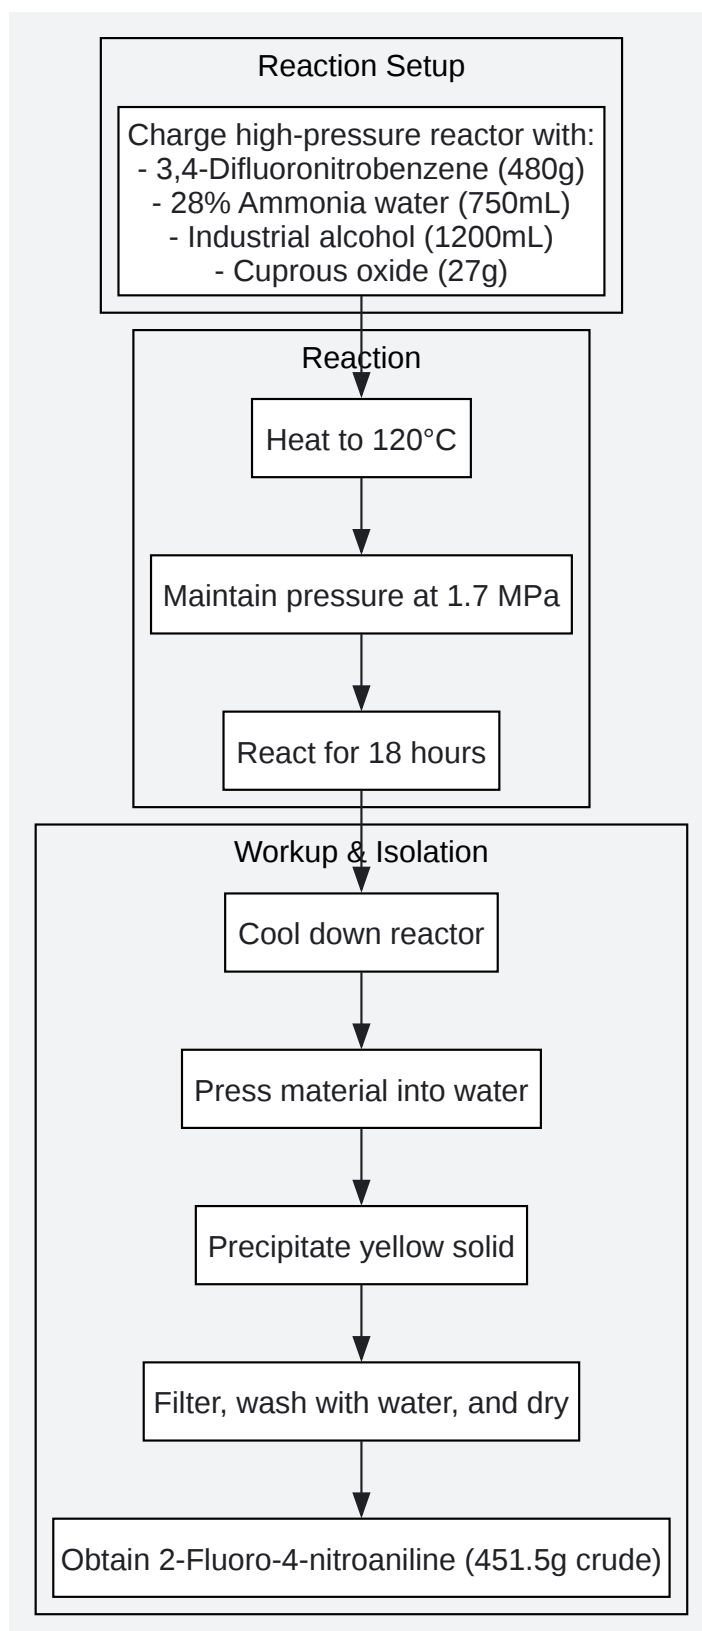 Reaction Setup
Charge high-pressure reactor with:
- 3,4-Difluoronitrobenzene (480g)
- 28% Ammonia water (750mL)
- Industrial alcohol (1200mL)
- Cuprous oxide (27g)
Reaction
Heat to 120°C
Maintain pressure at 1.7 MPa
React for 18 hours
Workup & Isolation
Cool down reactor
Press material into water
Precipitate yellow solid
Filter, wash with water, and dry
Obtain 2-Fluoro-4-nitroaniline (451.5g crude)